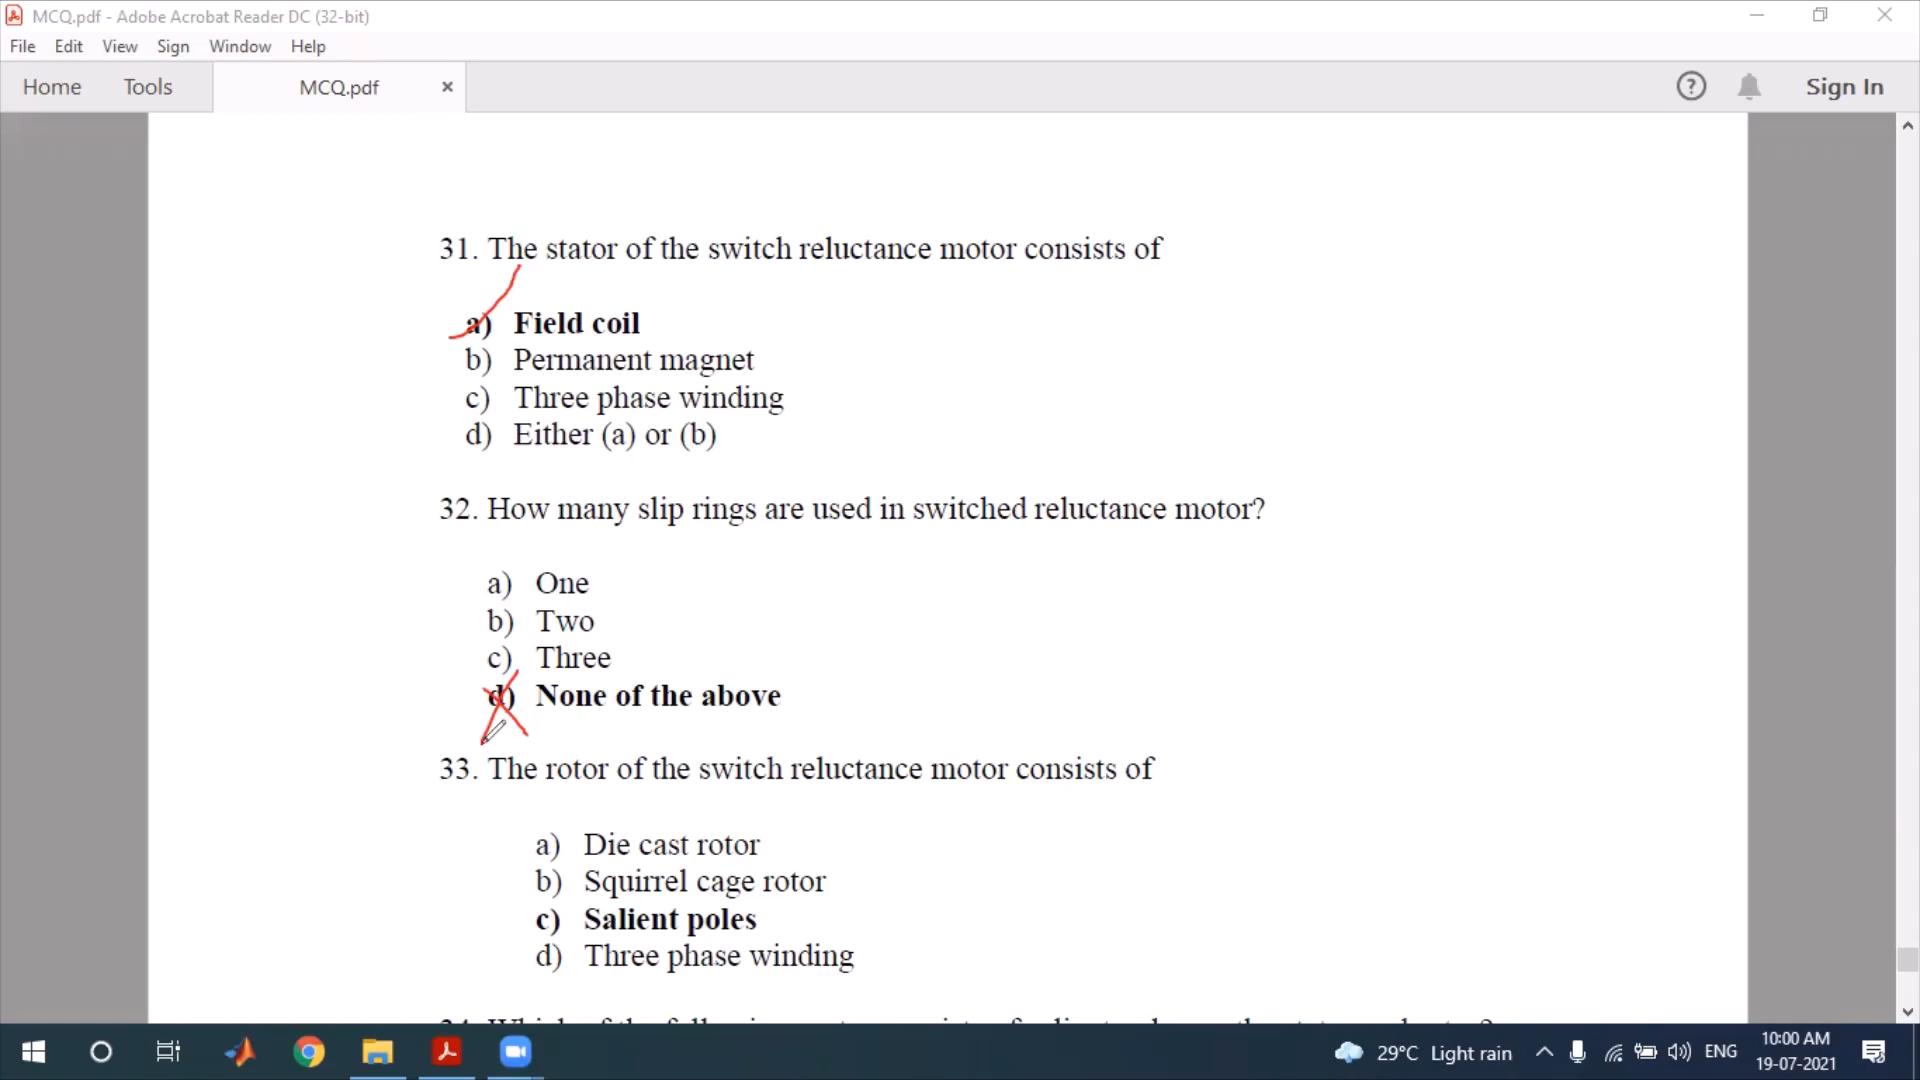 MCQ.pdf - Adobe Acrobat Reader DC (32-bit)
File Edit View Sign Window Help
Home Tools MCQ.pdf × ? Sign In
31. The stator of the switch reluctance motor consists of
a) Field coil
b) Permanent magnet
c) Three phase winding
d) Either (a) or (b)
32. How many slip rings are used in switched reluctance motor?
a) One
b) Two
c) Three
d) None of the above
33. The rotor of the switch reluctance motor consists of
a) Die cast rotor
b) Squirrel cage rotor
c) Salient poles
d) Three phase winding
29°C Light rain ENG 10:00 AM
19-07-2021